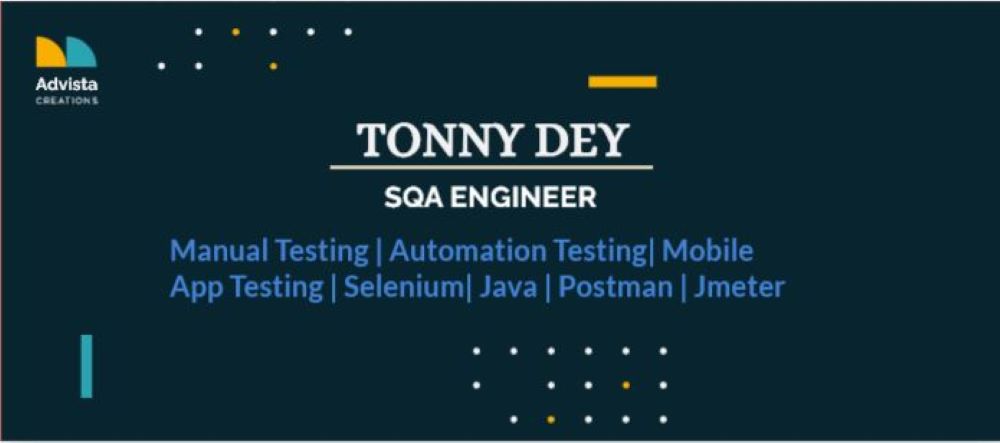 Advista
CREATIONS
TONNY DEY
SQA ENGINEER
Manual Testing | Automation Testing| Mobile
App Testing | Selenium| Java | Postman | Jmeter